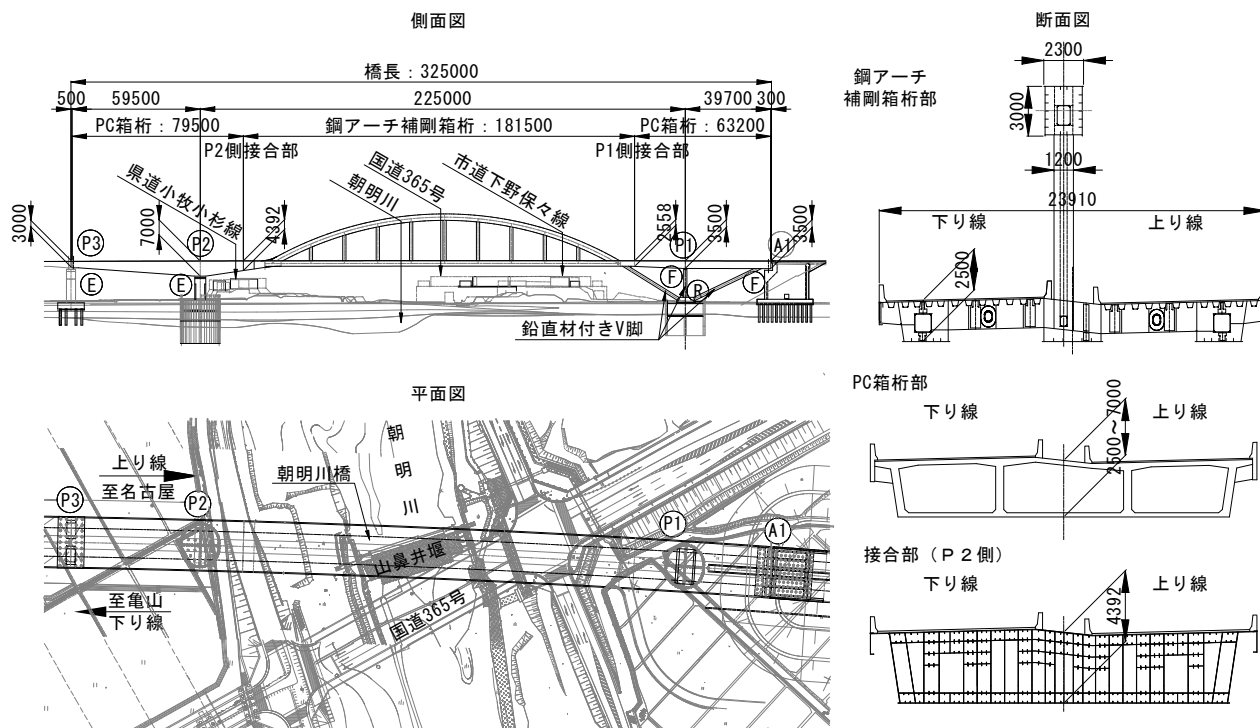 側面図
橋長：325000
500 59500 225000 39700 300
PC箱桁：79500 鋼アーチ補剛箱桁：181500 PC箱桁：63200
P2側接合部 P1側接合部
県道小牧小杉線
国道365号
朝明川
市道下野保々線
3000 P3 7000 P2 4392 2558 P1 3500 A1 3500
E E F R F
鉛直材付きV脚
平面図
上り線
至名古屋
朝明川橋
朝明川
P3 P2 P1 A1
山鼻井堰
国道365号
至亀山
下り線
断面図
2300
鋼アーチ
補剛箱桁部
3000
1200
23910
下り線 上り線
2500
PC箱桁部
下り線 上り線
2500～7000
接合部（Ｐ２側）
下り線 上り線
4392